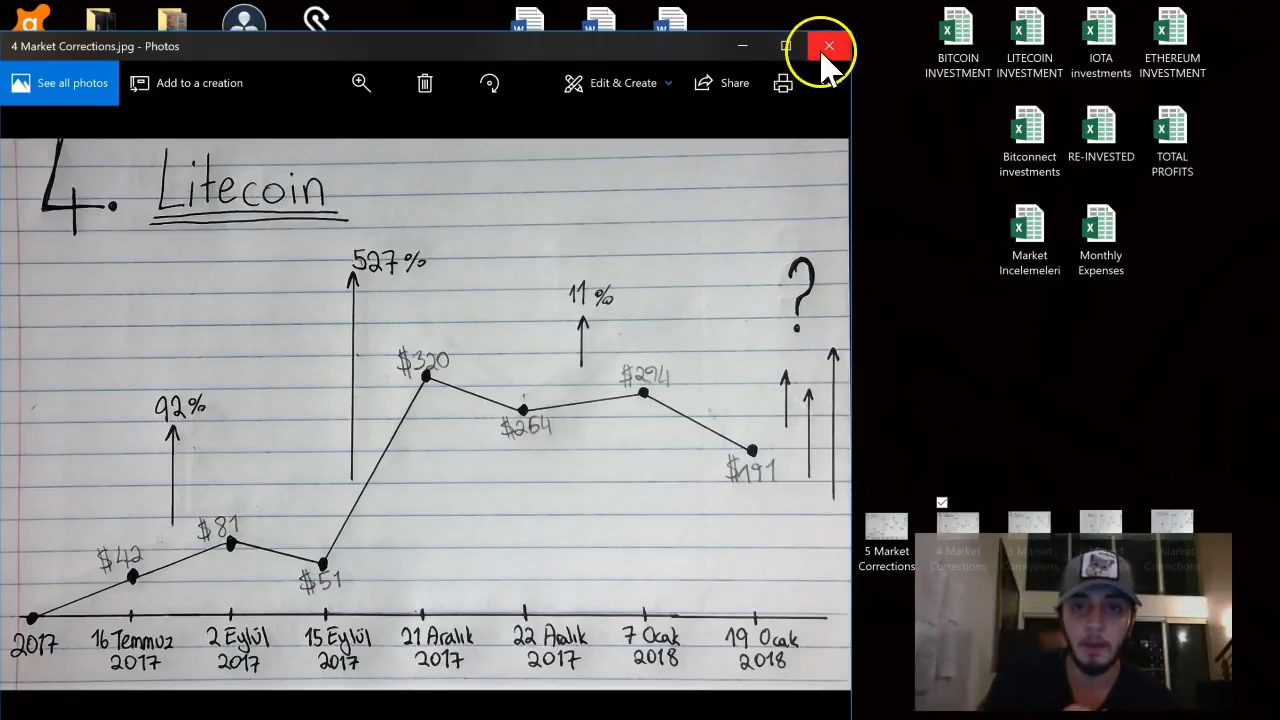 4 Market Corrections.jpg - Photos
See all photos
Add to a creation
Edit & Create
Share
4. Litecoin
527%
11%
?
92%
$320
$294
$264
$191
$81
$42
$51
2017
16 Temmuz
2017
2 Eylül
2017
15 Eylül
2017
21 Aralık
2017
22 Aralık
2017
7 Ocak
2018
19 Ocak
2018
BITCOIN
INVESTMENT
LITECOIN
INVESTMENT
IOTA
investments
ETHEREUM
INVESTMENT
Bitconnect
investments
RE-INVESTED
TOTAL
PROFITS
Market
Incelemeleri
Monthly
Expenses
5 Market
Corrections
4 Market
Corrections